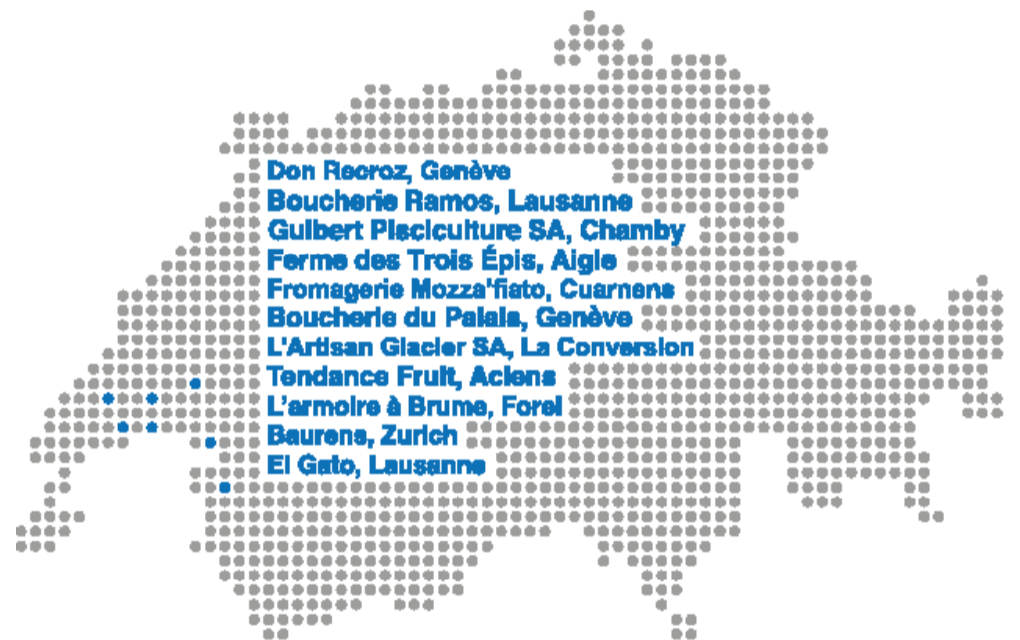 Don Recroz, Genève
Boucherie Ramos, Lausanne
Guibert Pisciculture SA, Chamby
Ferme des Trois Épis, Aigle
Fromagerie Mozza'fiato, Cuarnens
Boucherie du Palais, Genève
L'Artisan Glacier SA, La Conversion
Tendance Fruit, Aclens
L'armoire à Brume, Forel
Baurens, Zurich
El Gato, Lausanne